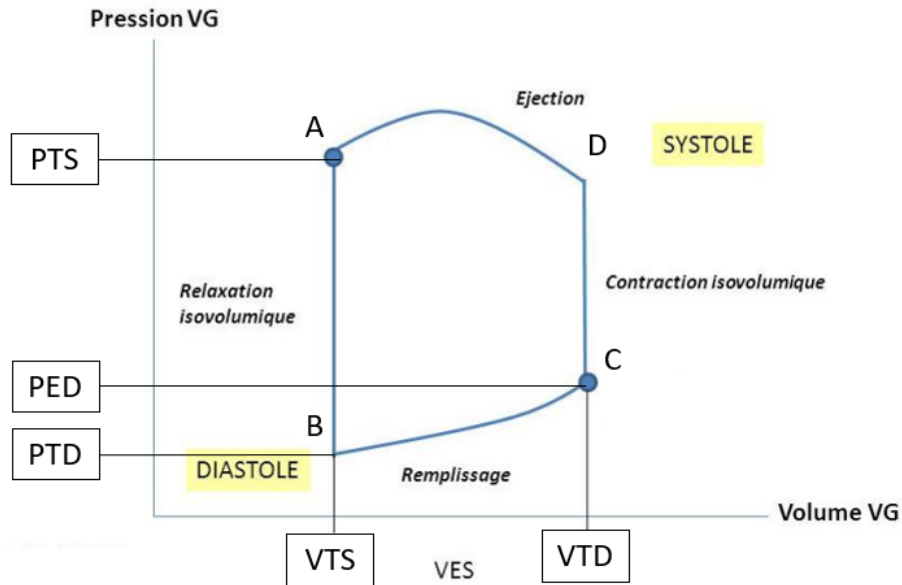 Pression VG
Ejection
A
D
SYSTOLE
PTS
Relaxation
isovolumique
Contraction isovolumique
C
PED
B
PTD
DIASTOLE
Remplissage
Volume VG
VTS
VES
VTD